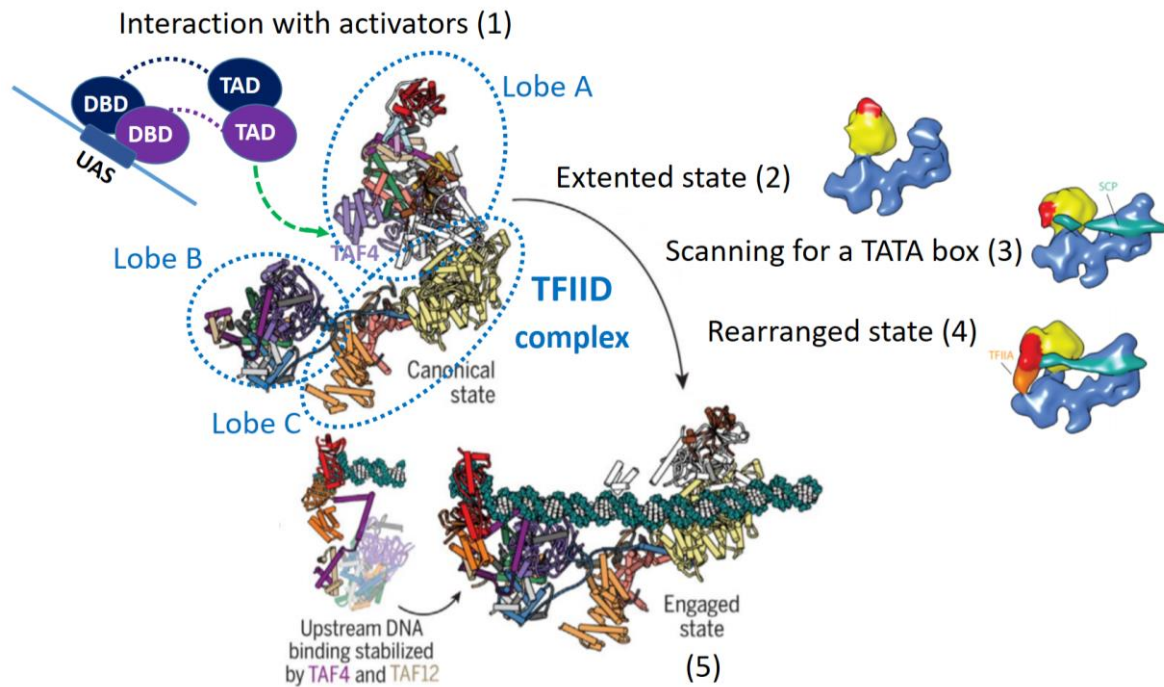 Interaction with activators (1)
Lobe A
TAD
DBD
DBD
TAD
UAS
Extented state (2)
SCP
TAF4
Scanning for a TATA box (3)
Lobe B
TFIID
complex
Rearranged state (4)
TFIIA
Canonical
state
Lobe C
Engaged
state
Upstream DNA
binding stabilized
by TAF4 and TAF12
(5)